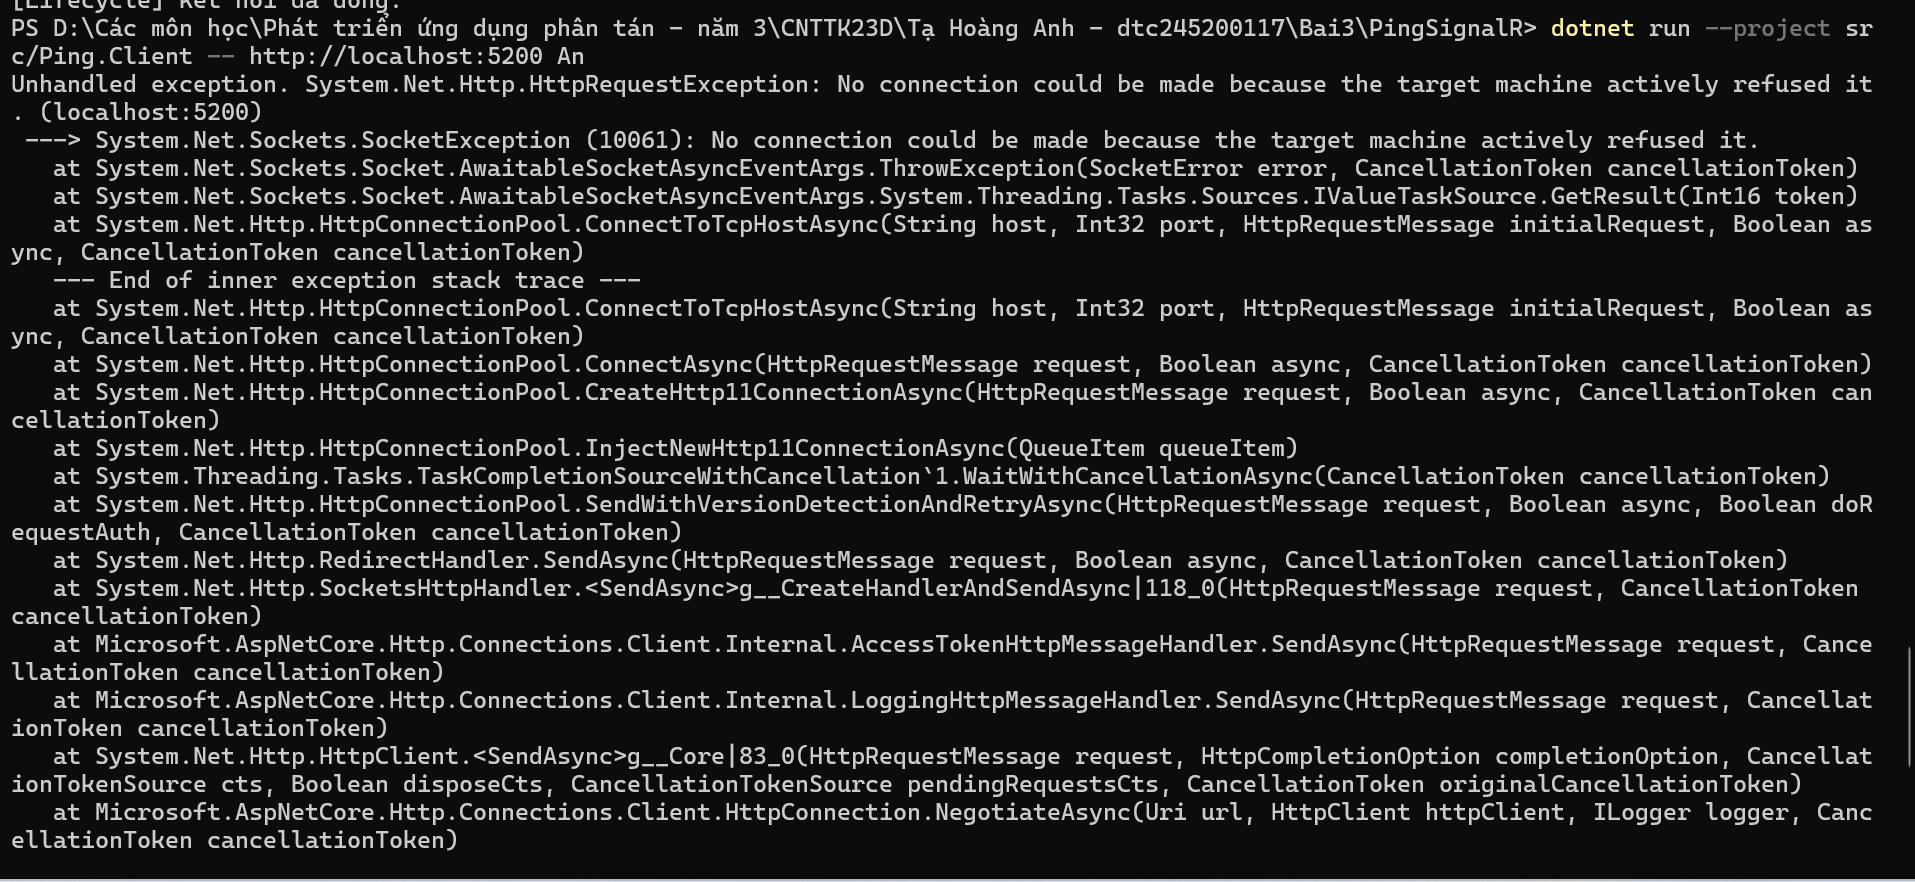 [Lifecycle] Kết nối đã đóng.
PS D:\Các môn học\Phát triển ứng dụng phân tán - năm 3\CNTTK23D\Tạ Hoàng Anh - dtc245200117\Bai3\PingSignalR> dotnet run --project sr
c/Ping.Client -- http://localhost:5200 An
Unhandled exception. System.Net.Http.HttpRequestException: No connection could be made because the target machine actively refused it
. (localhost:5200)
 ---> System.Net.Sockets.SocketException (10061): No connection could be made because the target machine actively refused it.
   at System.Net.Sockets.Socket.AwaitableSocketAsyncEventArgs.ThrowException(SocketError error, CancellationToken cancellationToken)
   at System.Net.Sockets.Socket.AwaitableSocketAsyncEventArgs.System.Threading.Tasks.Sources.IValueTaskSource.GetResult(Int16 token)
   at System.Net.Http.HttpConnectionPool.ConnectToTcpHostAsync(String host, Int32 port, HttpRequestMessage initialRequest, Boolean as
ync, CancellationToken cancellationToken)
   --- End of inner exception stack trace ---
   at System.Net.Http.HttpConnectionPool.ConnectToTcpHostAsync(String host, Int32 port, HttpRequestMessage initialRequest, Boolean as
ync, CancellationToken cancellationToken)
   at System.Net.Http.HttpConnectionPool.ConnectAsync(HttpRequestMessage request, Boolean async, CancellationToken cancellationToken)
   at System.Net.Http.HttpConnectionPool.CreateHttp11ConnectionAsync(HttpRequestMessage request, Boolean async, CancellationToken can
cellationToken)
   at System.Net.Http.HttpConnectionPool.InjectNewHttp11ConnectionAsync(QueueItem queueItem)
   at System.Threading.Tasks.TaskCompletionSourceWithCancellation`1.WaitWithCancellationAsync(CancellationToken cancellationToken)
   at System.Net.Http.HttpConnectionPool.SendWithVersionDetectionAndRetryAsync(HttpRequestMessage request, Boolean async, Boolean doR
equestAuth, CancellationToken cancellationToken)
   at System.Net.Http.RedirectHandler.SendAsync(HttpRequestMessage request, Boolean async, CancellationToken cancellationToken)
   at System.Net.Http.SocketsHttpHandler.<SendAsync>g__CreateHandlerAndSendAsync|118_0(HttpRequestMessage request, CancellationToken
cancellationToken)
   at Microsoft.AspNetCore.Http.Connections.Client.Internal.AccessTokenHttpMessageHandler.SendAsync(HttpRequestMessage request, Cance
llationToken cancellationToken)
   at Microsoft.AspNetCore.Http.Connections.Client.Internal.LoggingHttpMessageHandler.SendAsync(HttpRequestMessage request, Cancellat
ionToken cancellationToken)
   at System.Net.Http.HttpClient.<SendAsync>g__Core|83_0(HttpRequestMessage request, HttpCompletionOption completionOption, Cancellat
ionTokenSource cts, Boolean disposeCts, CancellationTokenSource pendingRequestsCts, CancellationToken originalCancellationToken)
   at Microsoft.AspNetCore.Http.Connections.Client.HttpConnection.NegotiateAsync(Uri url, HttpClient httpClient, ILogger logger, Canc
ellationToken cancellationToken)